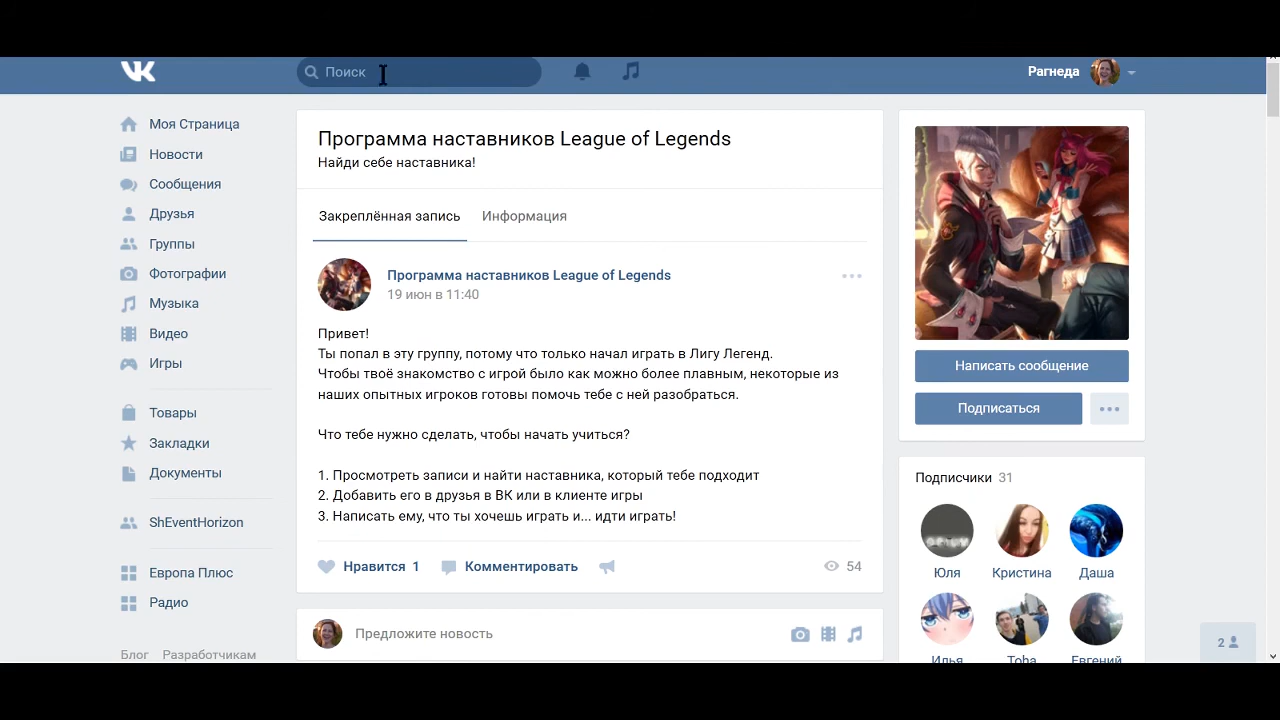 Поиск
Рагнеда
Моя Страница
Новости
Сообщения
Друзья
Группы
Фотографии
Музыка
Видео
Игры
Товары
Закладки
Документы
ShEventHorizon
Европа Плюс
Радио
Блог Разработчикам
Программа наставников League of Legends
Найди себе наставника!
Закреплённая запись Информация
Программа наставников League of Legends
19 июн в 11:40
Привет!
Ты попал в эту группу, потому что только начал играть в Лигу Легенд.
Чтобы твоё знакомство с игрой было как можно более плавным, некоторые из
наших опытных игроков готовы помочь тебе с ней разобраться.
Что тебе нужно сделать, чтобы начать учиться?
1. Просмотреть записи и найти наставника, который тебе подходит
2. Добавить его в друзья в ВК или в клиенте игры
3. Написать ему, что ты хочешь играть и... идти играть!
Нравится 1 Комментировать 54
Предложите новость
Написать сообщение
Подписаться
Подписчики 31
Юля Кристина Даша
Илья Toha Евгений
2